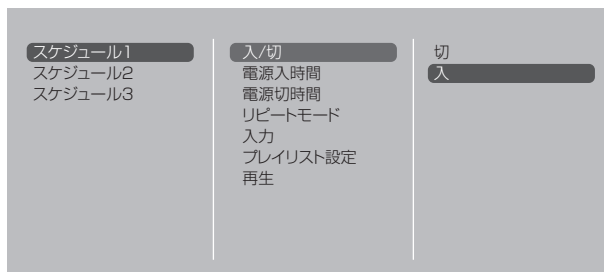 スケジュール1
スケジュール2
スケジュール3
入/切
電源入時間
電源切時間
リピートモード
入力
プレイリスト設定
再生
切
入